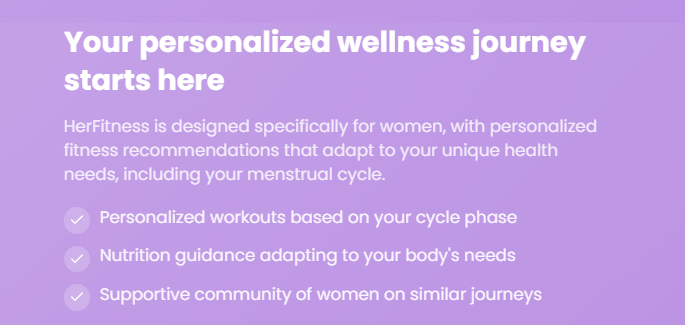 Your personalized wellness journey
starts here
HerFitness is designed specifically for women, with personalized
fitness recommendations that adapt to your unique health
needs, including your menstrual cycle.
Personalized workouts based on your cycle phase
Nutrition guidance adapting to your body's needs
Supportive community of women on similar journeys